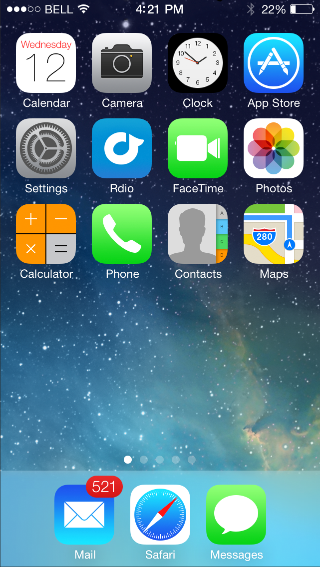 BELL 4:21 PM 22%
Wednesday
12
Calendar Camera Clock App Store
Settings Rdio FaceTime Photos
280
Calculator Phone Contacts Maps
521
Mail Safari Messages